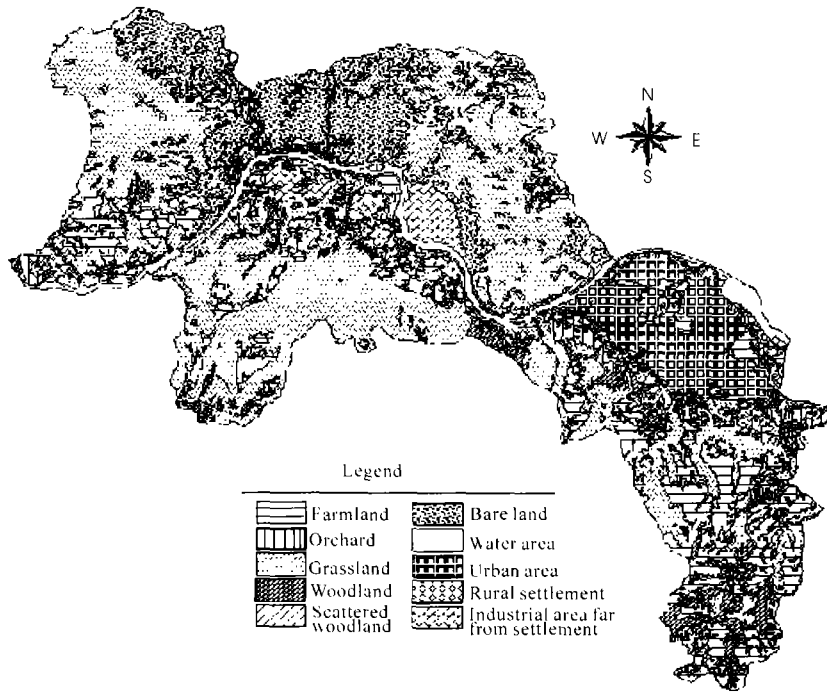 N
W E
S
Legend
Farmland
Orchard
Grassland
Woodland
Scattered
woodland
Bare land
Water area
Urban area
Rural settlement
Industrial area far
from settlement